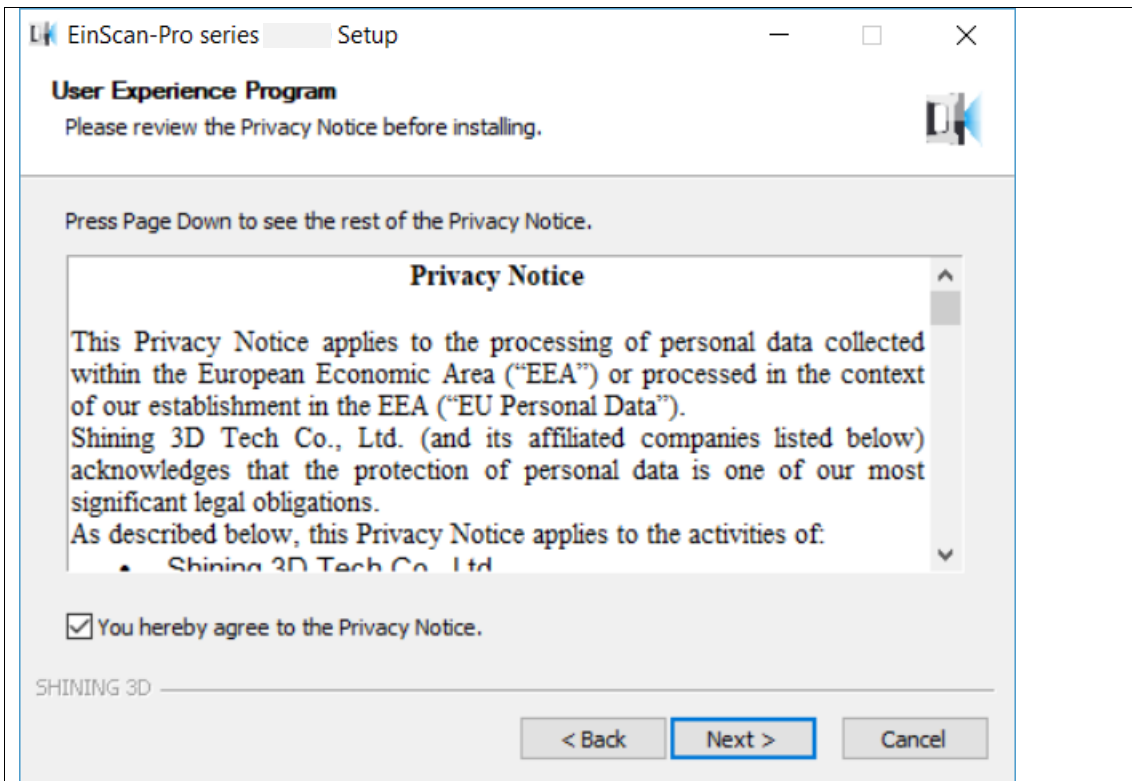 EinScan-Pro series Setup
User Experience Program
Please review the Privacy Notice before installing.
Press Page Down to see the rest of the Privacy Notice.
Privacy Notice
This Privacy Notice applies to the processing of personal data collected
within the European Economic Area (“EEA”) or processed in the context
of our establishment in the EEA (“EU Personal Data”).
Shining 3D Tech Co., Ltd. (and its affiliated companies listed below)
acknowledges that the protection of personal data is one of our most
significant legal obligations.
As described below, this Privacy Notice applies to the activities of:
• Shining 3D Tech Co., Ltd.
You hereby agree to the Privacy Notice.
SHINING 3D
< Back Next > Cancel